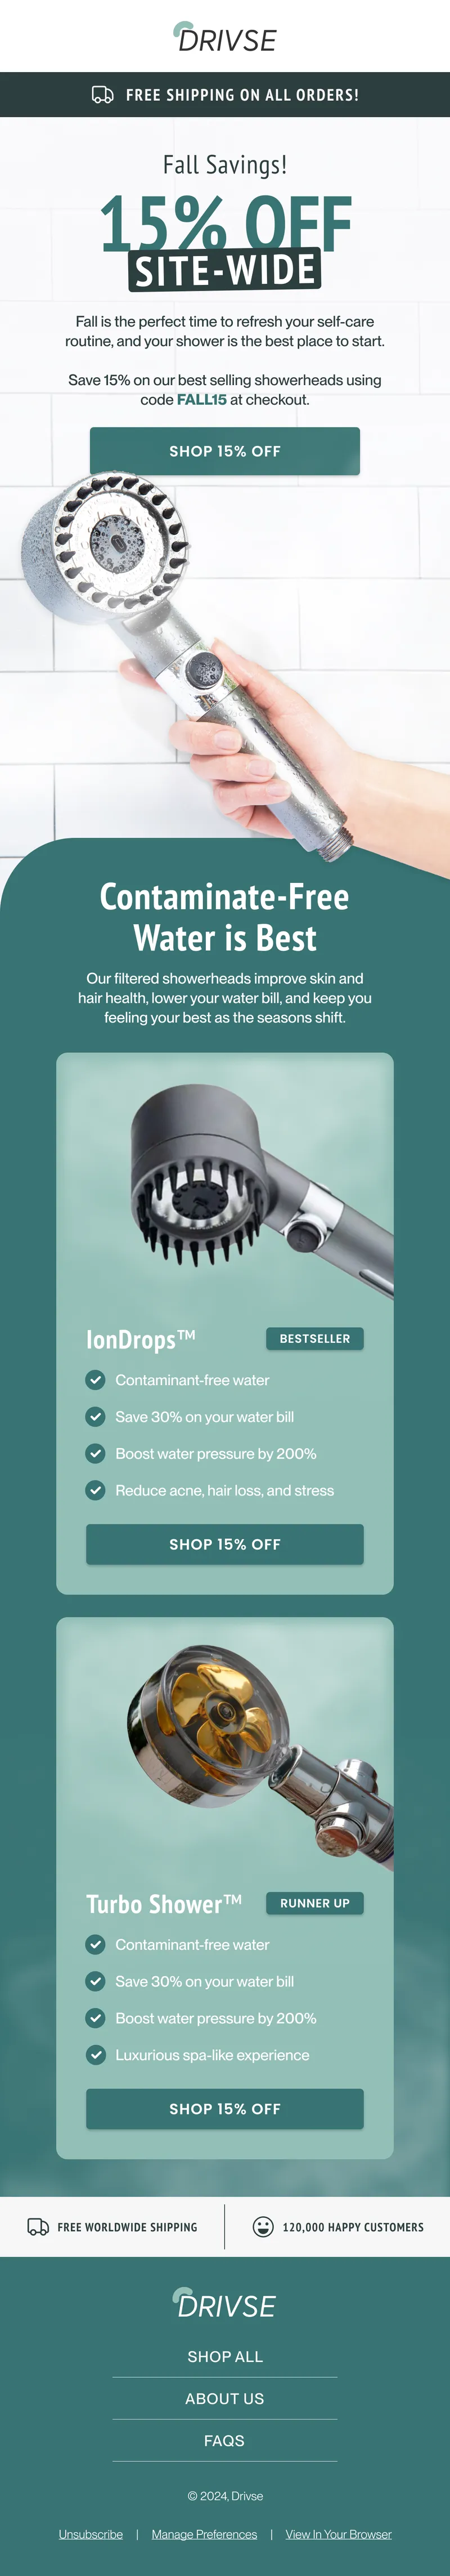 DRIVSE
FREE SHIPPING ON ALL ORDERS!
Fall Savings!
15% OFF
SITE-WIDE
Fall is the perfect time to refresh your self-care
routine, and your shower is the best place to start.
Save 15% on our best selling showerheads using
code FALL15 at checkout.
SHOP 15% OFF
Contaminate-Free
Water is Best
Our filtered showerheads improve skin and
hair health, lower your water bill, and keep you
feeling your best as the seasons shift.
IonDrops™
BESTSELLER
Contaminant-free water
Save 30% on your water bill
Boost water pressure by 200%
Reduce acne, hair loss, and stress
SHOP 15% OFF
Turbo Shower™
RUNNER UP
Contaminant-free water
Save 30% on your water bill
Boost water pressure by 200%
Luxurious spa-like experience
SHOP 15% OFF
FREE WORLDWIDE SHIPPING
120,000 HAPPY CUSTOMERS
DRIVSE
SHOP ALL
ABOUT US
FAQS
© 2024, Drivse
Unsubscribe | Manage Preferences | View In Your Browser